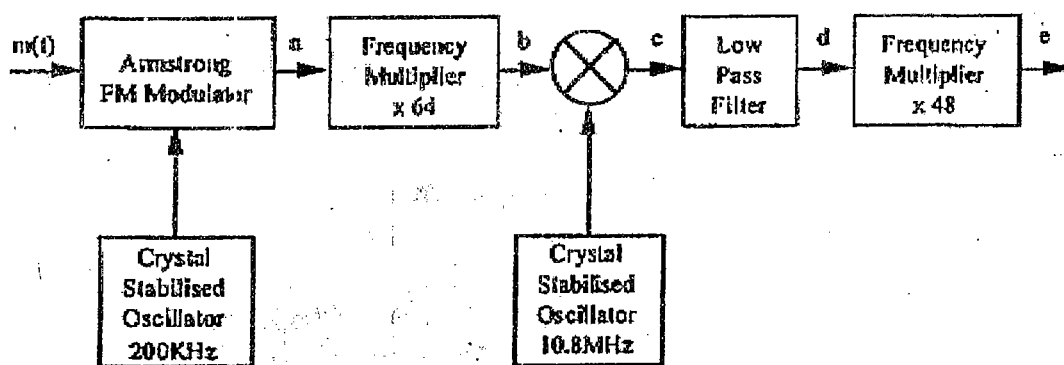 m(t)
Armstrong
FM Modulator
a
Frequency
Multiplier
x 64
b
c
Low
Pass
Filter
d
Frequency
Multiplier
x 48
e
Crystal
Stabilised
Oscillator
200KHz
Crystal
Stabilised
Oscillator
10.8MHz